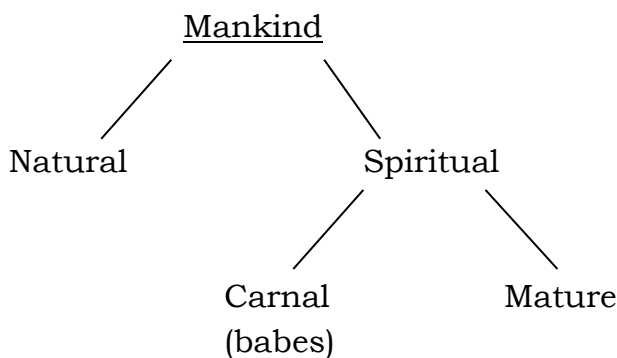 Mankind
Natural
Spiritual
Carnal
(babes)
Mature